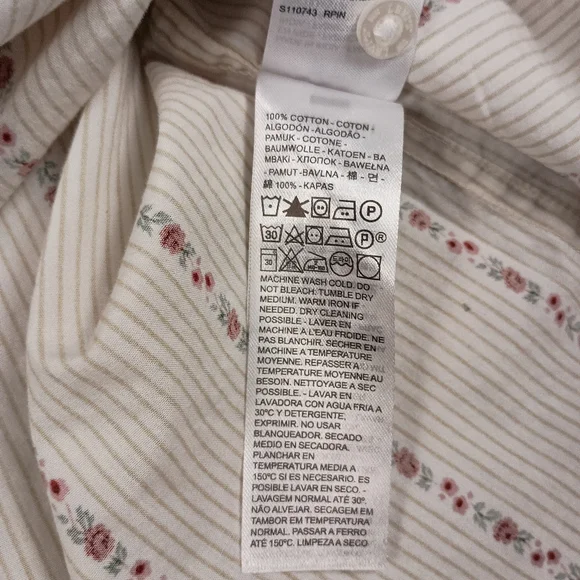 S110743 RPIN
100% COTTON - COTON -
ALGODÓN - ALGODÃO -
PAMUK - COTONE -
BAUMWOLLE - KATOEN - BA
MBAKI - ХЛОПОК - BAWEŁNA
- PAMUT - BAVLNA - 棉 - 면 -
綿 100% - KAPAS
P
30 P®
30
MACHINE WASH COLD. DO
NOT BLEACH: TUMBLE DRY
MEDIUM. WARM IRON IF
NEEDED. DRY CLEANING
POSSIBLE. - LAVER EN
MACHINE A L'EAU FROIDE. NE
PAS BLANCHIR. SECHER EN
MACHINE A TEMPERATURE
MOYENNE. REPASSER A
TEMPERATURE MOYENNE AU
BESOIN. NETTOYAGE A SEC
POSSIBLE. - LAVAR EN
LAVADORA CON AGUA FRIA A
30ºC Y DETERGENTE,
EXPRIMIR. NO USAR
BLANQUEADOR. SECADO
MEDIO EN SECADORA.
PLANCHAR EN
TEMPERATURA MEDIA A
150ºC SI ES NECESARIO. ES
POSIBLE LAVAR EN SECO. -
LAVAGEM NORMAL ATÉ 30º.
NÃO ALVEJAR. SECAGEM EM
TAMBOR EM TEMPERATURA
NORMAL. PASSAR A FERRO
ATÉ 150ºC. LIMPEZA A SECO